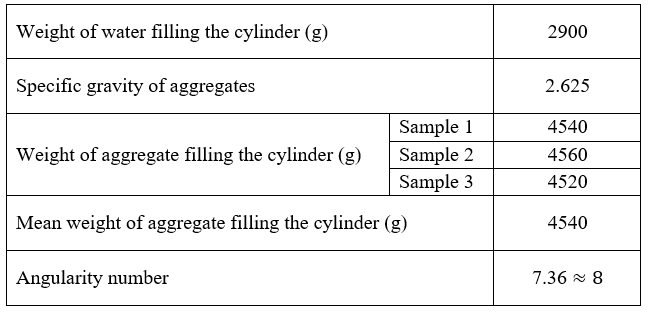 Weight of water filling the cylinder (g) 2900
Specific gravity of aggregates 2.625
Weight of aggregate filling the cylinder (g)
Sample 1 4540
Sample 2 4560
Sample 3 4520
Mean weight of aggregate filling the cylinder (g) 4540
Angularity number 7.36 ≈ 8